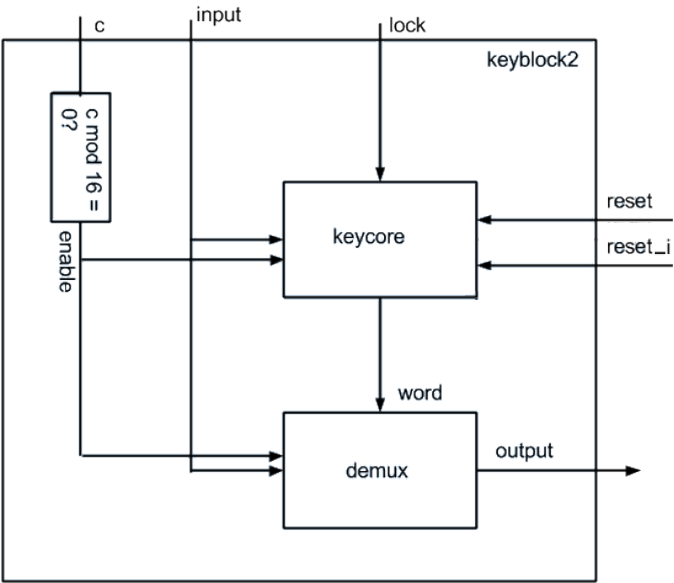 c
input
lock
keyblock2
c mod 16 =
0?
reset
keycore
reset_i
enable
word
output
demux